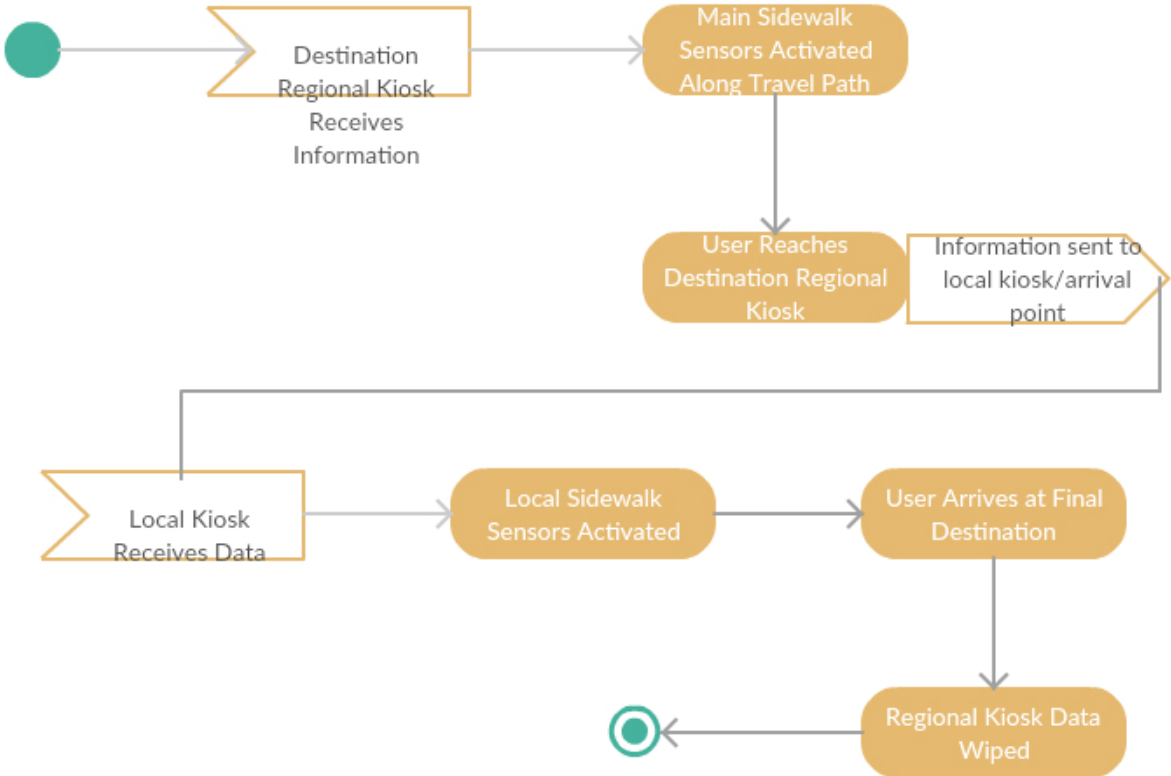 Destination
Regional Kiosk
Receives
Information
Main Sidewalk
Sensors Activated
Along Travel Path
User Reaches
Destination Regional
Kiosk
Information sent to
local kiosk/arrival
point
Local Kiosk
Receives Data
Local Sidewalk
Sensors Activated
User Arrives at Final
Destination
Regional Kiosk Data
Wiped